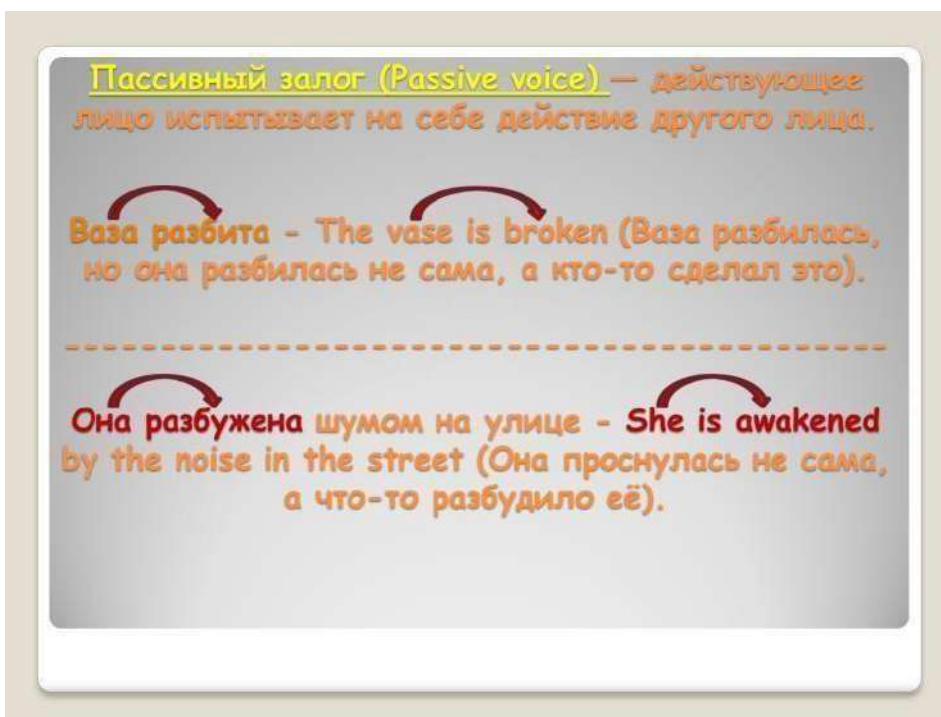 Пассивный залог (Passive voice) — действующее
лицо испытывает на себе действие другого лица.
Ваза разбита - The vase is broken (Ваза разбилась,
но она разбилась не сама, а кто-то сделал это).
-------------------------------------------
Она разбужена шумом на улице - She is awakened
by the noise in the street (Она проснулась не сама,
а что-то разбудило её).